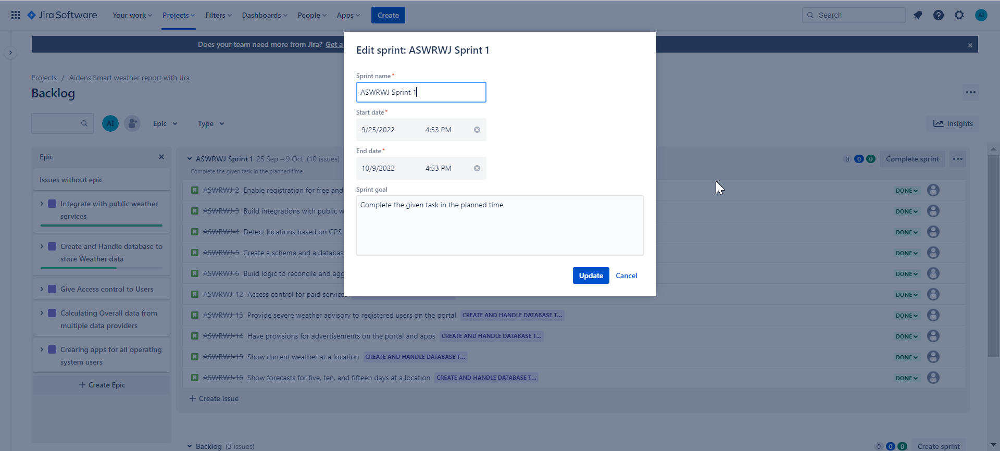 Jira Software
Your work
Projects
Filters
Dashboards
People
Apps
Create
Search
AI
Does your team need more from Jira? Get a
Projects / Aidens Smart weather report with Jira
Backlog
AI
Epic
Type
Insights
Epic
Issues without epic
Integrate with public weather
services
Create and Handle database to
store Weather data
Give Access control to Users
Calculating Overall data from
multiple data providers
Crearing apps for all operating
system users
+ Create Epic
ASWRWJ Sprint 1 25 Sep – 9 Oct (10 issues)
0 0 0 Complete sprint
Complete the given task in the planned time
ASWRWJ-2 Enable registration for free and DONE
ASWRWJ-3 Build integrations with public w DONE
ASWRWJ-4 Detect locations based on GPS DONE
ASWRWJ-5 Create a schema and a databas DONE
ASWRWJ-6 Build logic to reconcile and agg DONE
ASWRWJ-12 Access control for paid service DONE
ASWRWJ-13 Provide severe weather advisory to registered users on the portal CREATE AND HANDLE DATABASE T... DONE
ASWRWJ-14 Have provisions for advertisements on the portal and apps CREATE AND HANDLE DATABASE T... DONE
ASWRWJ-15 Show current weather at a location CREATE AND HANDLE DATABASE T... DONE
ASWRWJ-16 Show forecasts for five, ten, and fifteen days at a location CREATE AND HANDLE DATABASE T... DONE
+ Create issue
Backlog (3 issues)
0 0 0 Create sprint
Edit sprint: ASWRWJ Sprint 1
Sprint name*
ASWRWJ Sprint 1
Start date*
9/25/2022 4:53 PM
End date*
10/9/2022 4:53 PM
Sprint goal
Complete the given task in the planned time
Update
Cancel